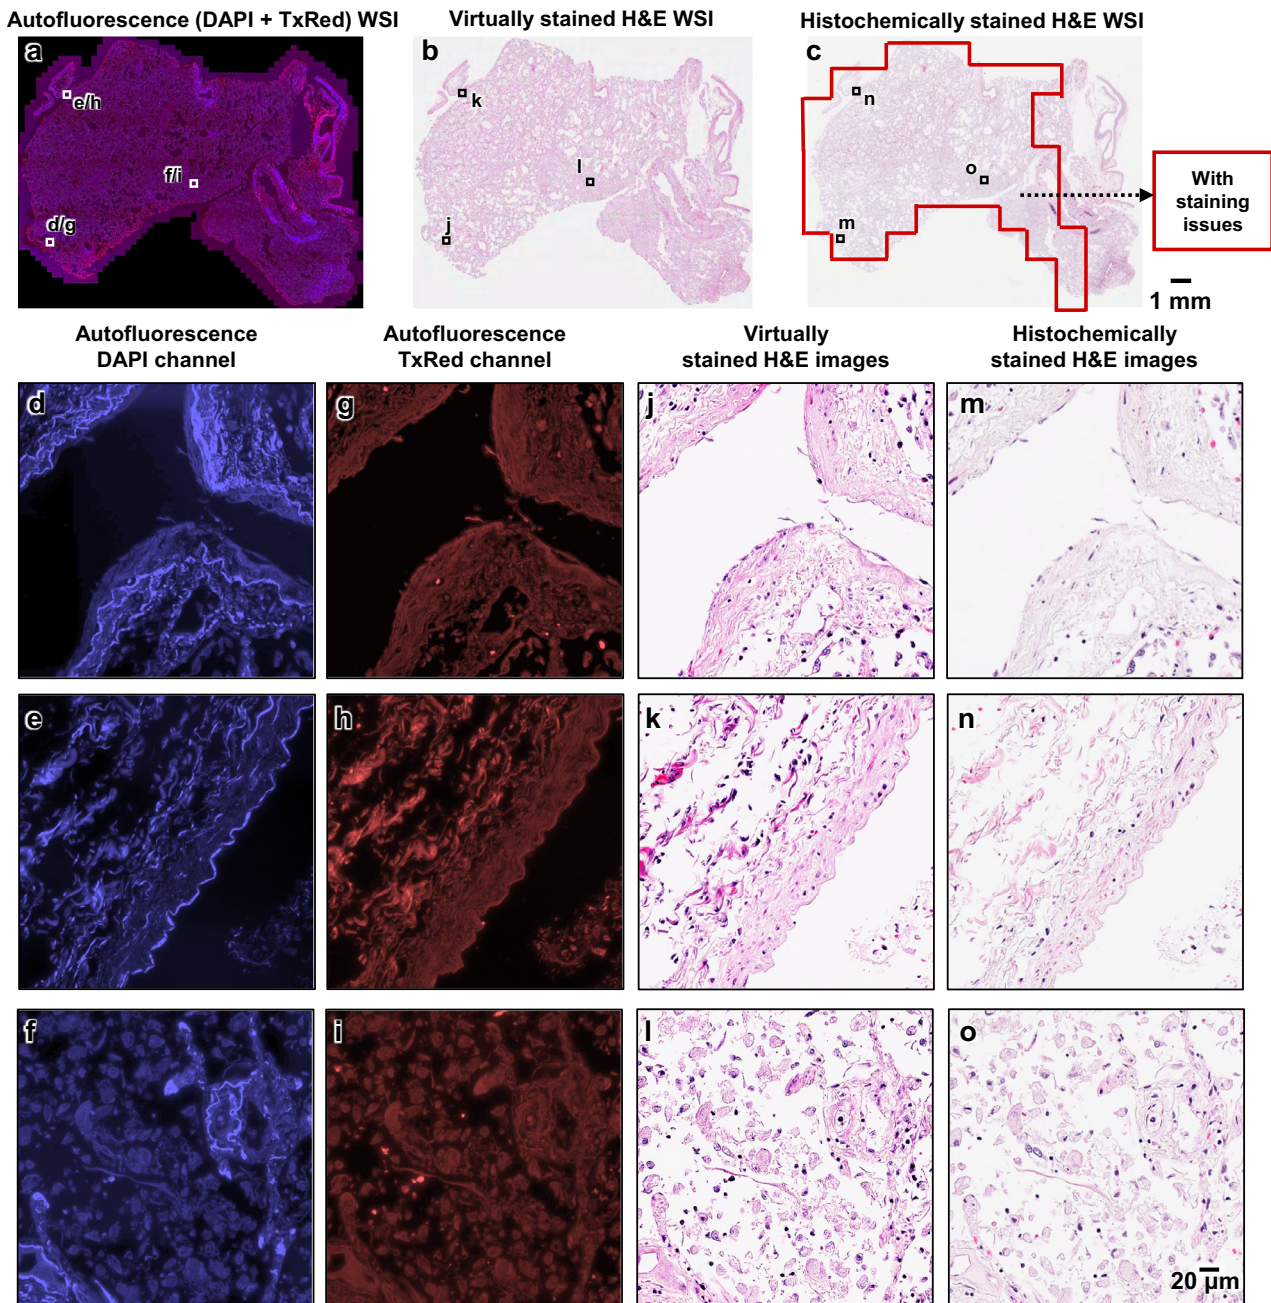 Autofluorescence (DAPI + TxRed) WSI
Virtually stained H&E WSI
Histochemically stained H&E WSI
a
e/h
f/i
d/g
b
k
l
j
c
n
o
m
With
staining
issues
1 mm
Autofluorescence
DAPI channel
Autofluorescence
TxRed channel
Virtually
stained H&E images
Histochemically
stained H&E images
d
g
j
m
e
h
k
n
f
i
l
o
20 µm